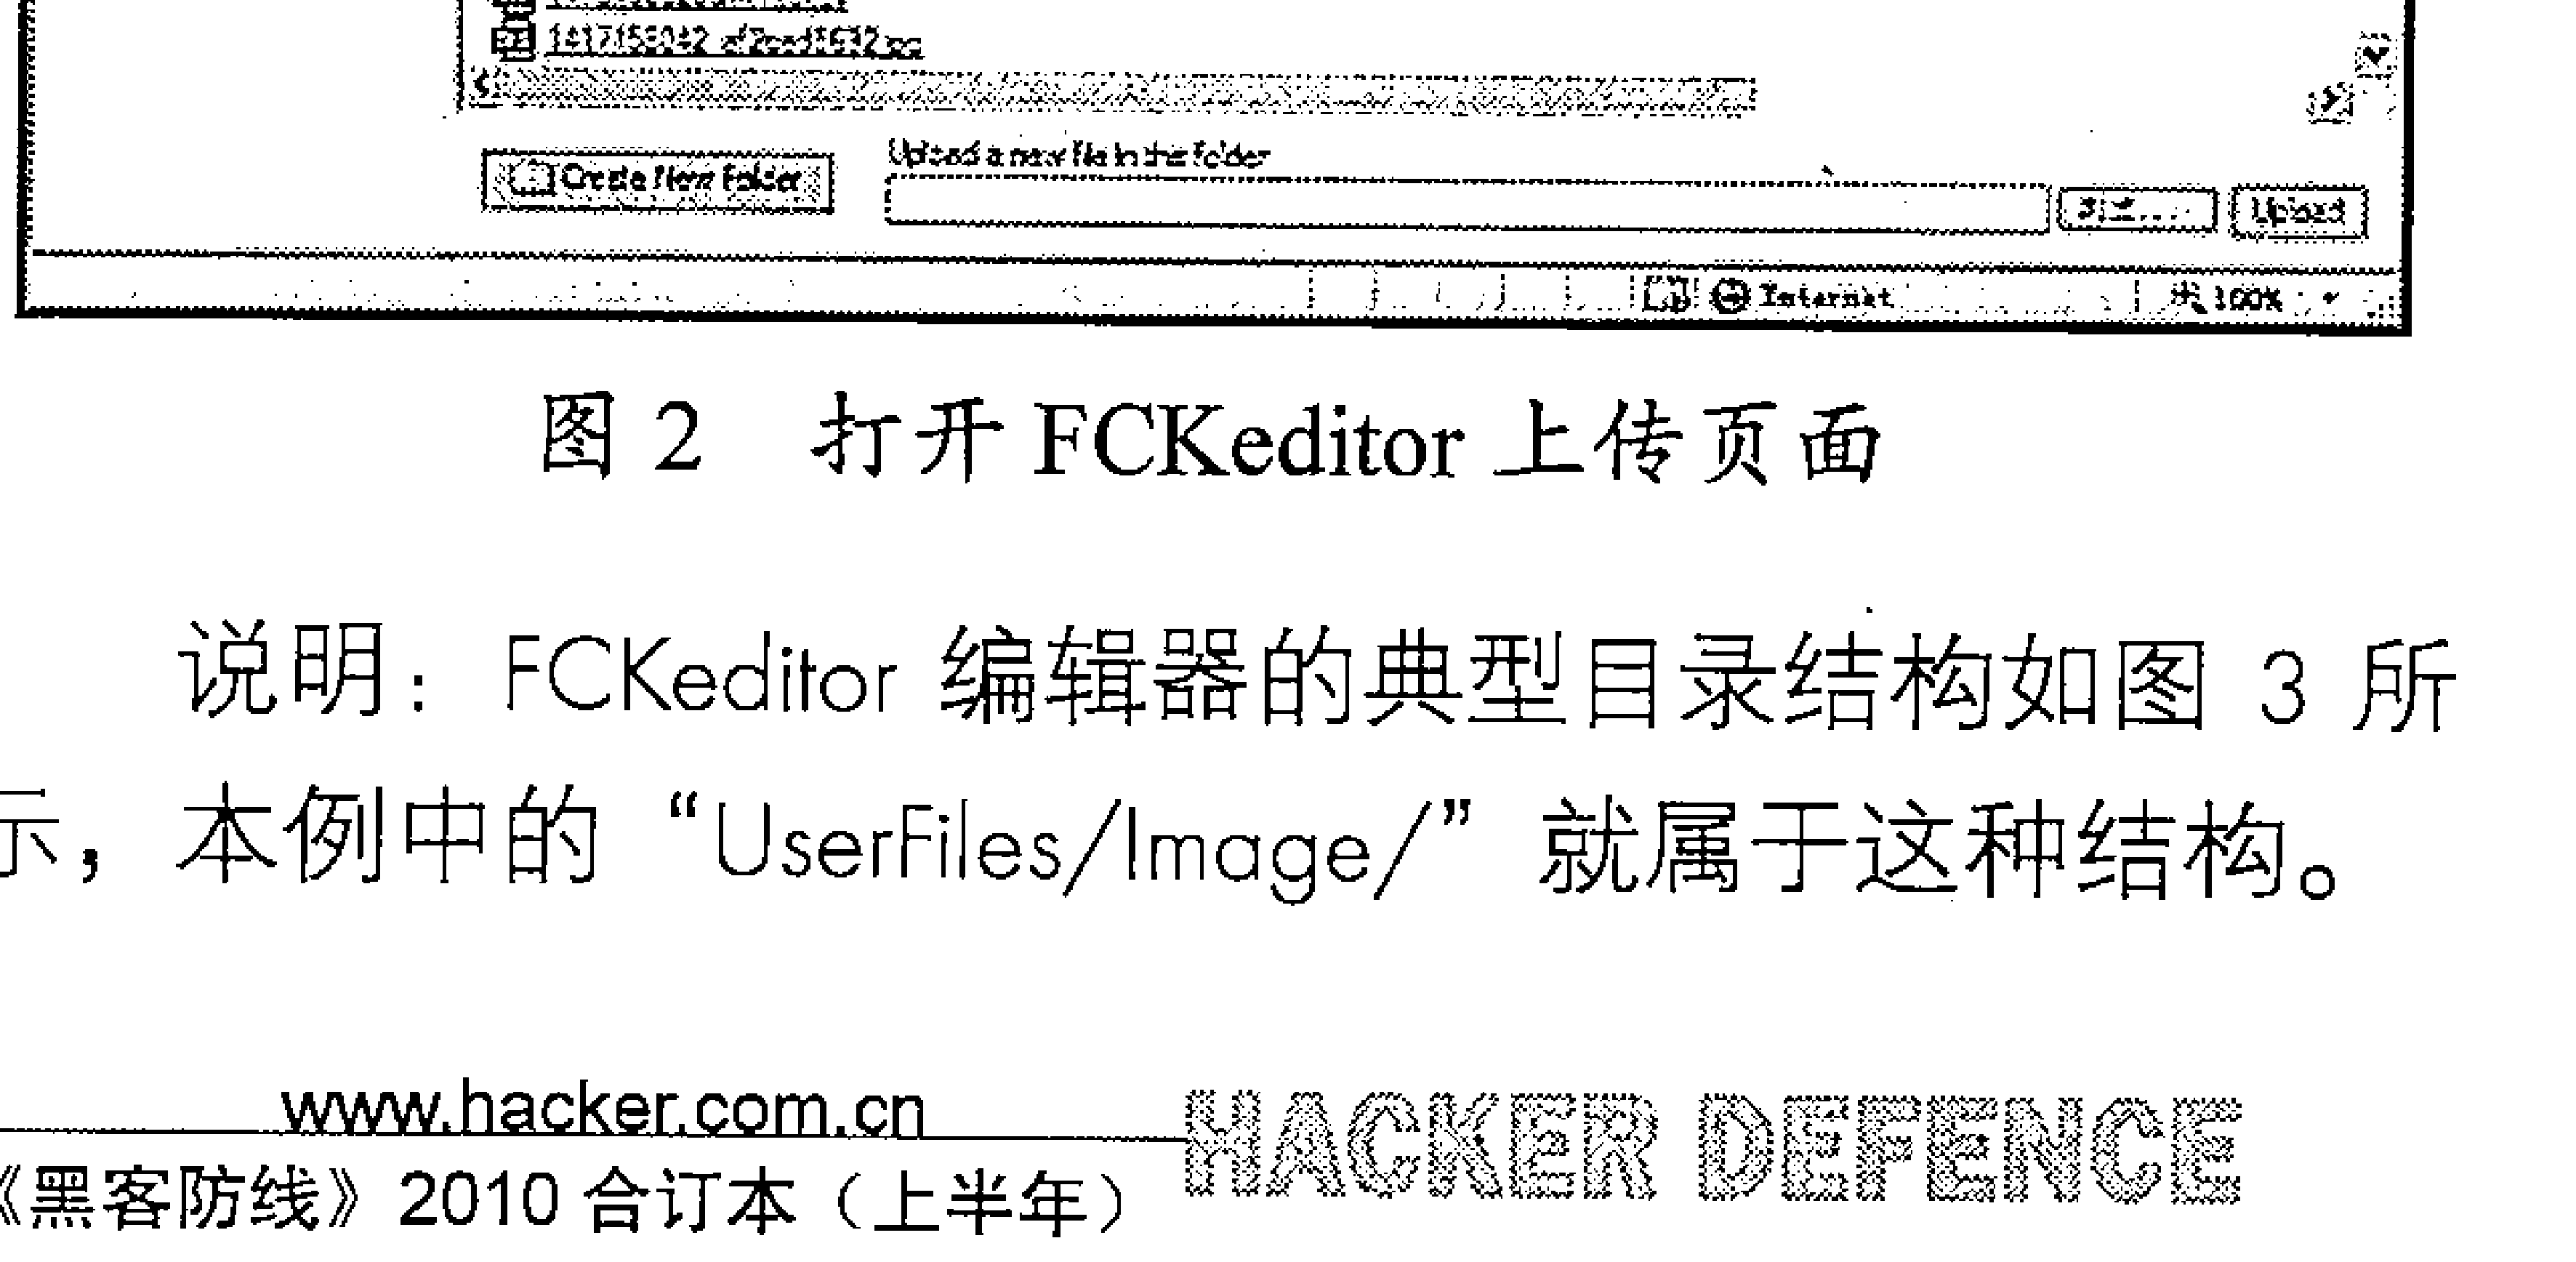 Create New Folder
Upload a new file in the folder
Upload
Internet
100%
图 2 打开 FCKeditor 上传页面
说明：FCKeditor 编辑器的典型目录结构如图 3 所
示，本例中的“UserFiles/Image/”就属于这种结构。
www.hacker.com.cn
HACKER DEFENCE
《黑客防线》2010 合订本（上半年）